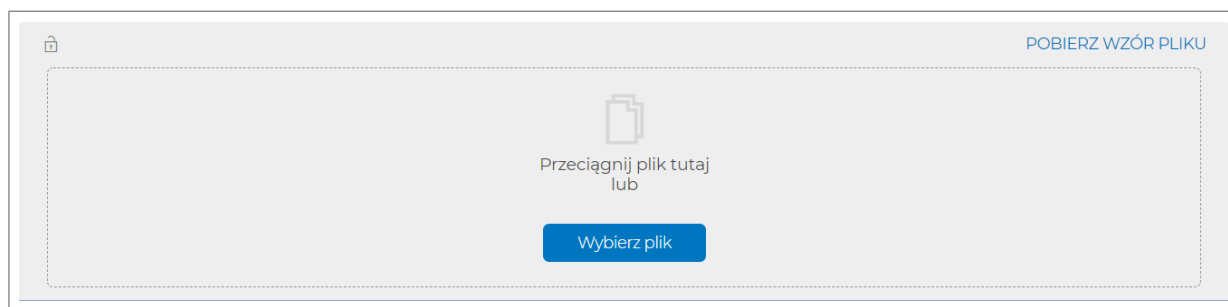 POBIERZ WZÓR PLIKU
Przeciągnij plik tutaj
lub
Wybierz plik